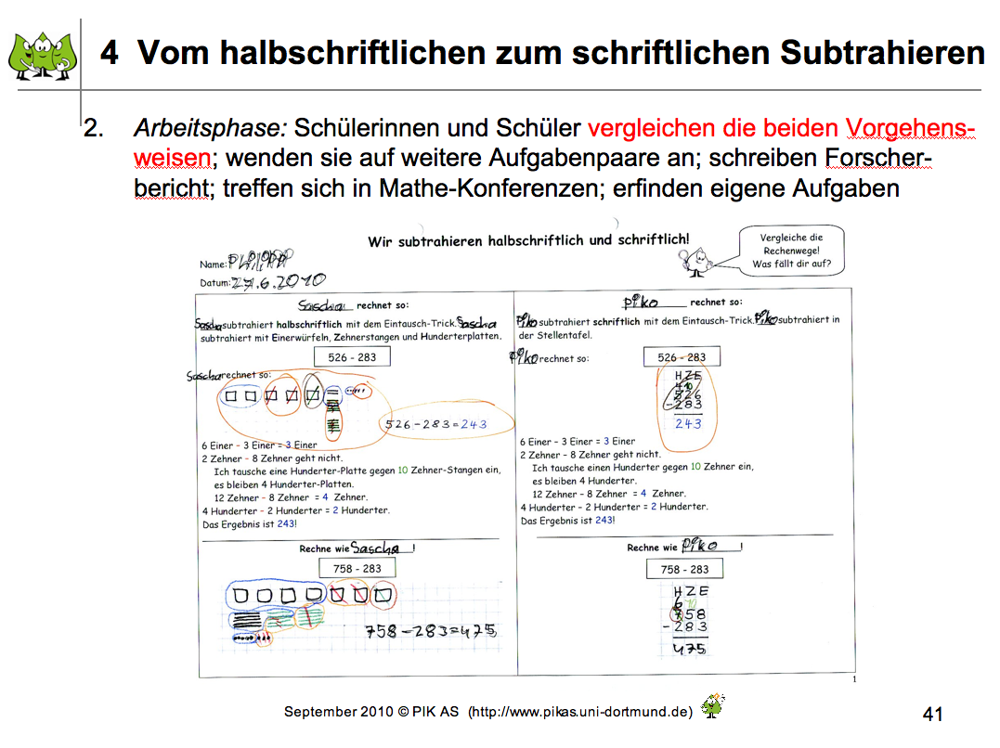 4 Vom halbschriftlichen zum schriftlichen Subtrahieren
2. Arbeitsphase: Schülerinnen und Schüler vergleichen die beiden Vorgehens-
weisen; wenden sie auf weitere Aufgabenpaare an; schreiben Forscher-
bericht; treffen sich in Mathe-Konferenzen; erfinden eigene Aufgaben
Wir subtrahieren halbschriftlich und schriftlich!
Vergleiche die
Rechenwege!
Was fällt dir auf?
Name:
Datum: 27.6.2010
Sascha rechnet so:
Sascha subtrahiert halbschriftlich mit dem Eintausch-Trick. Sascha
subtrahiert mit Einerwürfeln, Zehnerstangen und Hunderterplatten.
526 - 283
Sascha rechnet so:
526-283=243
6 Einer - 3 Einer = 3 Einer
2 Zehner - 8 Zehner geht nicht.
Ich tausche eine Hunderter-Platte gegen 10 Zehner-Stangen ein,
es bleiben 4 Hunderter-Platten.
12 Zehner - 8 Zehner = 4 Zehner.
4 Hunderter - 2 Hunderter = 2 Hunderter.
Das Ergebnis ist 243!
Rechne wie Sascha!
758 - 283
758-283=475
Piko rechnet so:
Piko subtrahiert schriftlich mit dem Eintausch-Trick. Piko subtrahiert in
der Stellentafel.
Piko rechnet so:
526 - 283
HZE
4 10
526
-283
243
6 Einer - 3 Einer = 3 Einer
2 Zehner - 8 Zehner geht nicht.
Ich tausche einen Hunderter gegen 10 Zehner ein,
es bleiben 4 Hunderter.
12 Zehner - 8 Zehner = 4 Zehner.
4 Hunderter - 2 Hunderter = 2 Hunderter.
Das Ergebnis ist 243!
Rechne wie Piko!
758 - 283
HZE
6 10
758
-283
475
1
September 2010 © PIK AS (http://www.pikas.uni-dortmund.de)
41